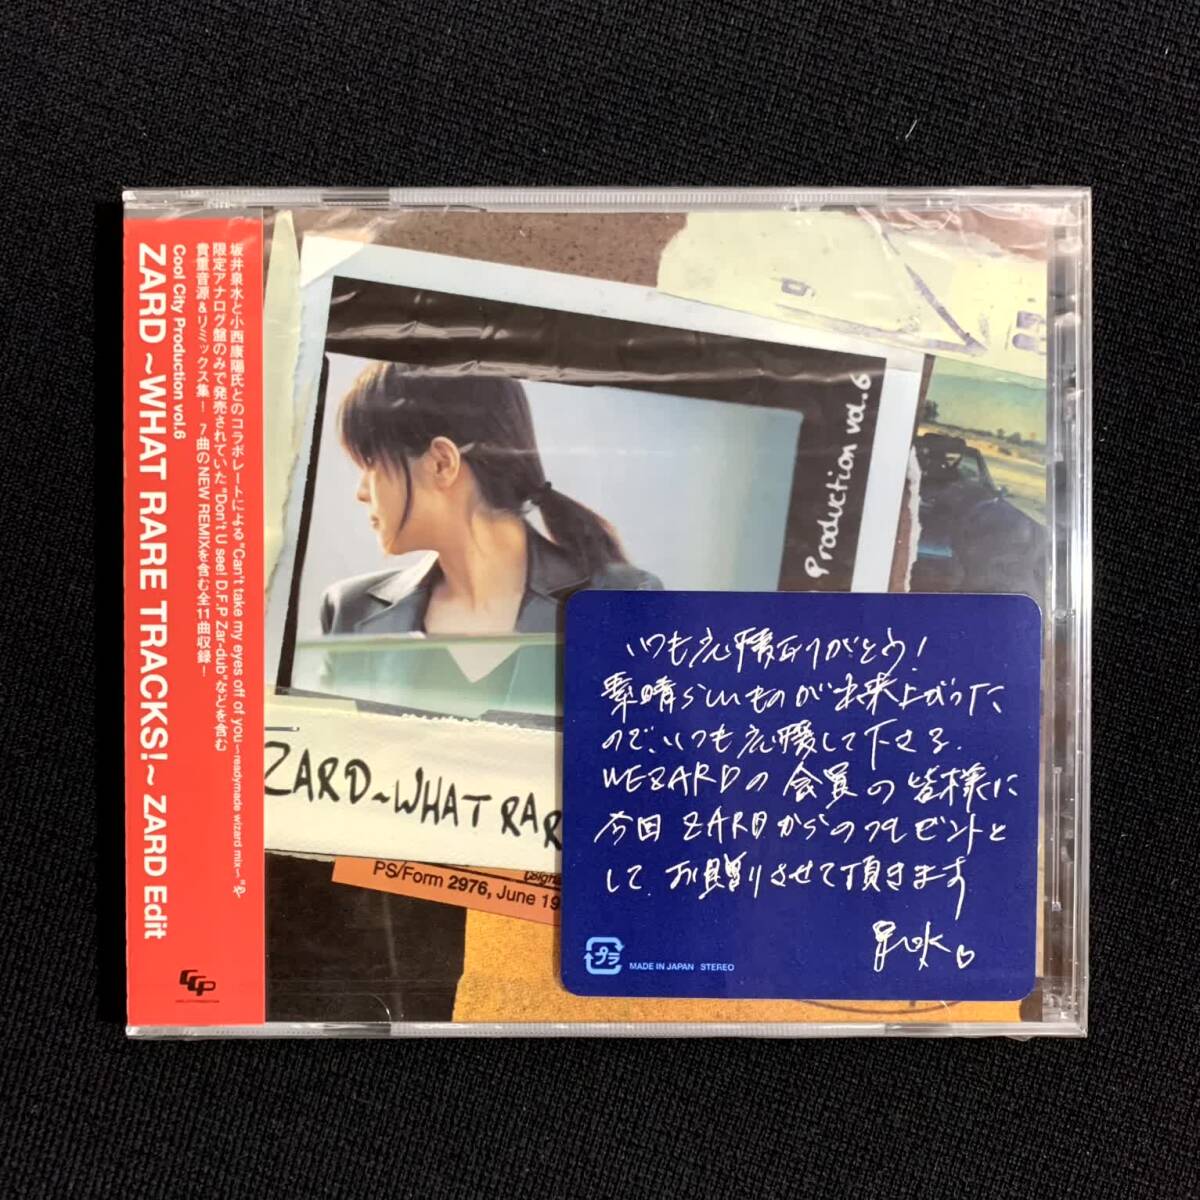 坂井泉水と小西康陽氏とのコラボレートによる"Can't take my eyes off of you～readymade wizard mix～"や
限定アナログ盤のみで発売されていた"Don't U see! D.F.P Zar-dub"などを含む
貴重音源&リミックス集！ 7曲のNEW REMIXを含む全11曲収録！
Cool City Production vol.6
ZARD ~WHAT RARE TRACKS!~ ZARD Edit
CCP
Production vol.6
ZARD~WHAT RAR
PS/Form 2976, June 19
いつも応援ありがとう!
素晴らしいものが出来上がった
ので、いつも応援して下さる、
WEZARDの会員の皆様に
今回ZARDからのプレゼントと
して、お贈りさせて頂きます
泉水♡
プラ
MADE IN JAPAN STEREO